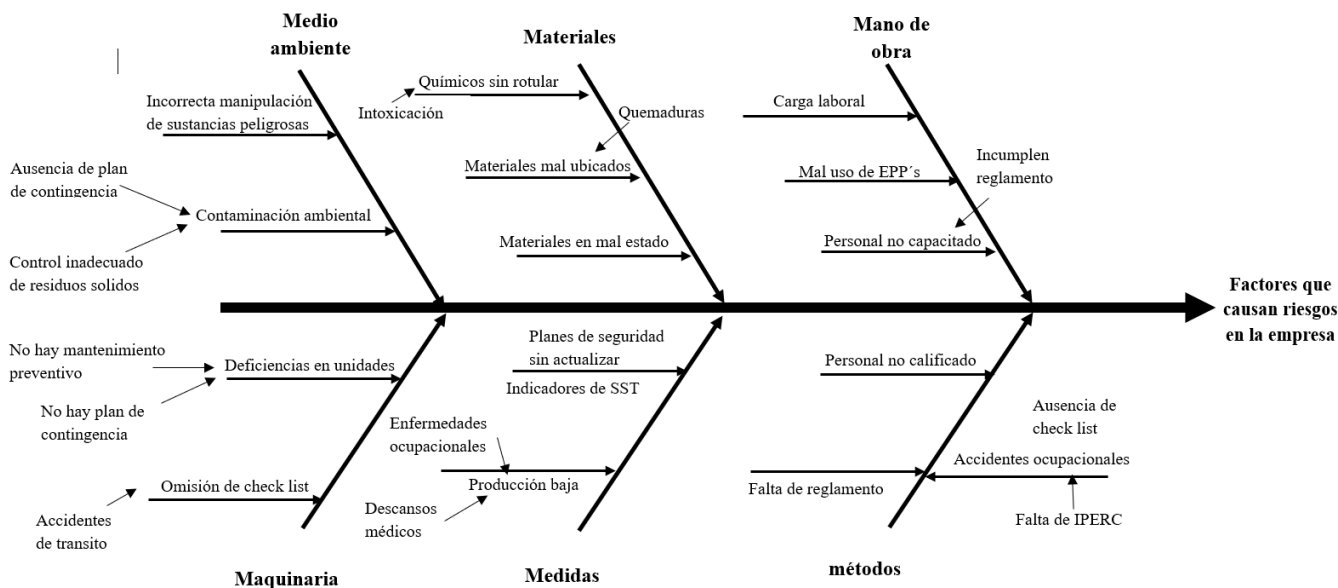 Medio
ambiente
Materiales
Mano de
obra
Incorrecta manipulación
de sustancias peligrosas
Químicos sin rotular
Intoxicación
Quemaduras
Carga laboral
Ausencia de plan
de contingencia
Materiales mal ubicados
Mal uso de EPP´s
Incumplen
reglamento
Contaminación ambiental
Materiales en mal estado
Personal no capacitado
Control inadecuado
de residuos solidos
Factores que
causan riesgos
en la empresa
No hay mantenimiento
preventivo
Deficiencias en unidades
Planes de seguridad
sin actualizar
Indicadores de SST
Personal no calificado
No hay plan de
contingencia
Enfermedades
ocupacionales
Ausencia de
check list
Omisión de check list
Producción baja
Falta de reglamento
Accidentes ocupacionales
Accidentes
de transito
Descansos
médicos
Falta de IPERC
Maquinaria
Medidas
métodos